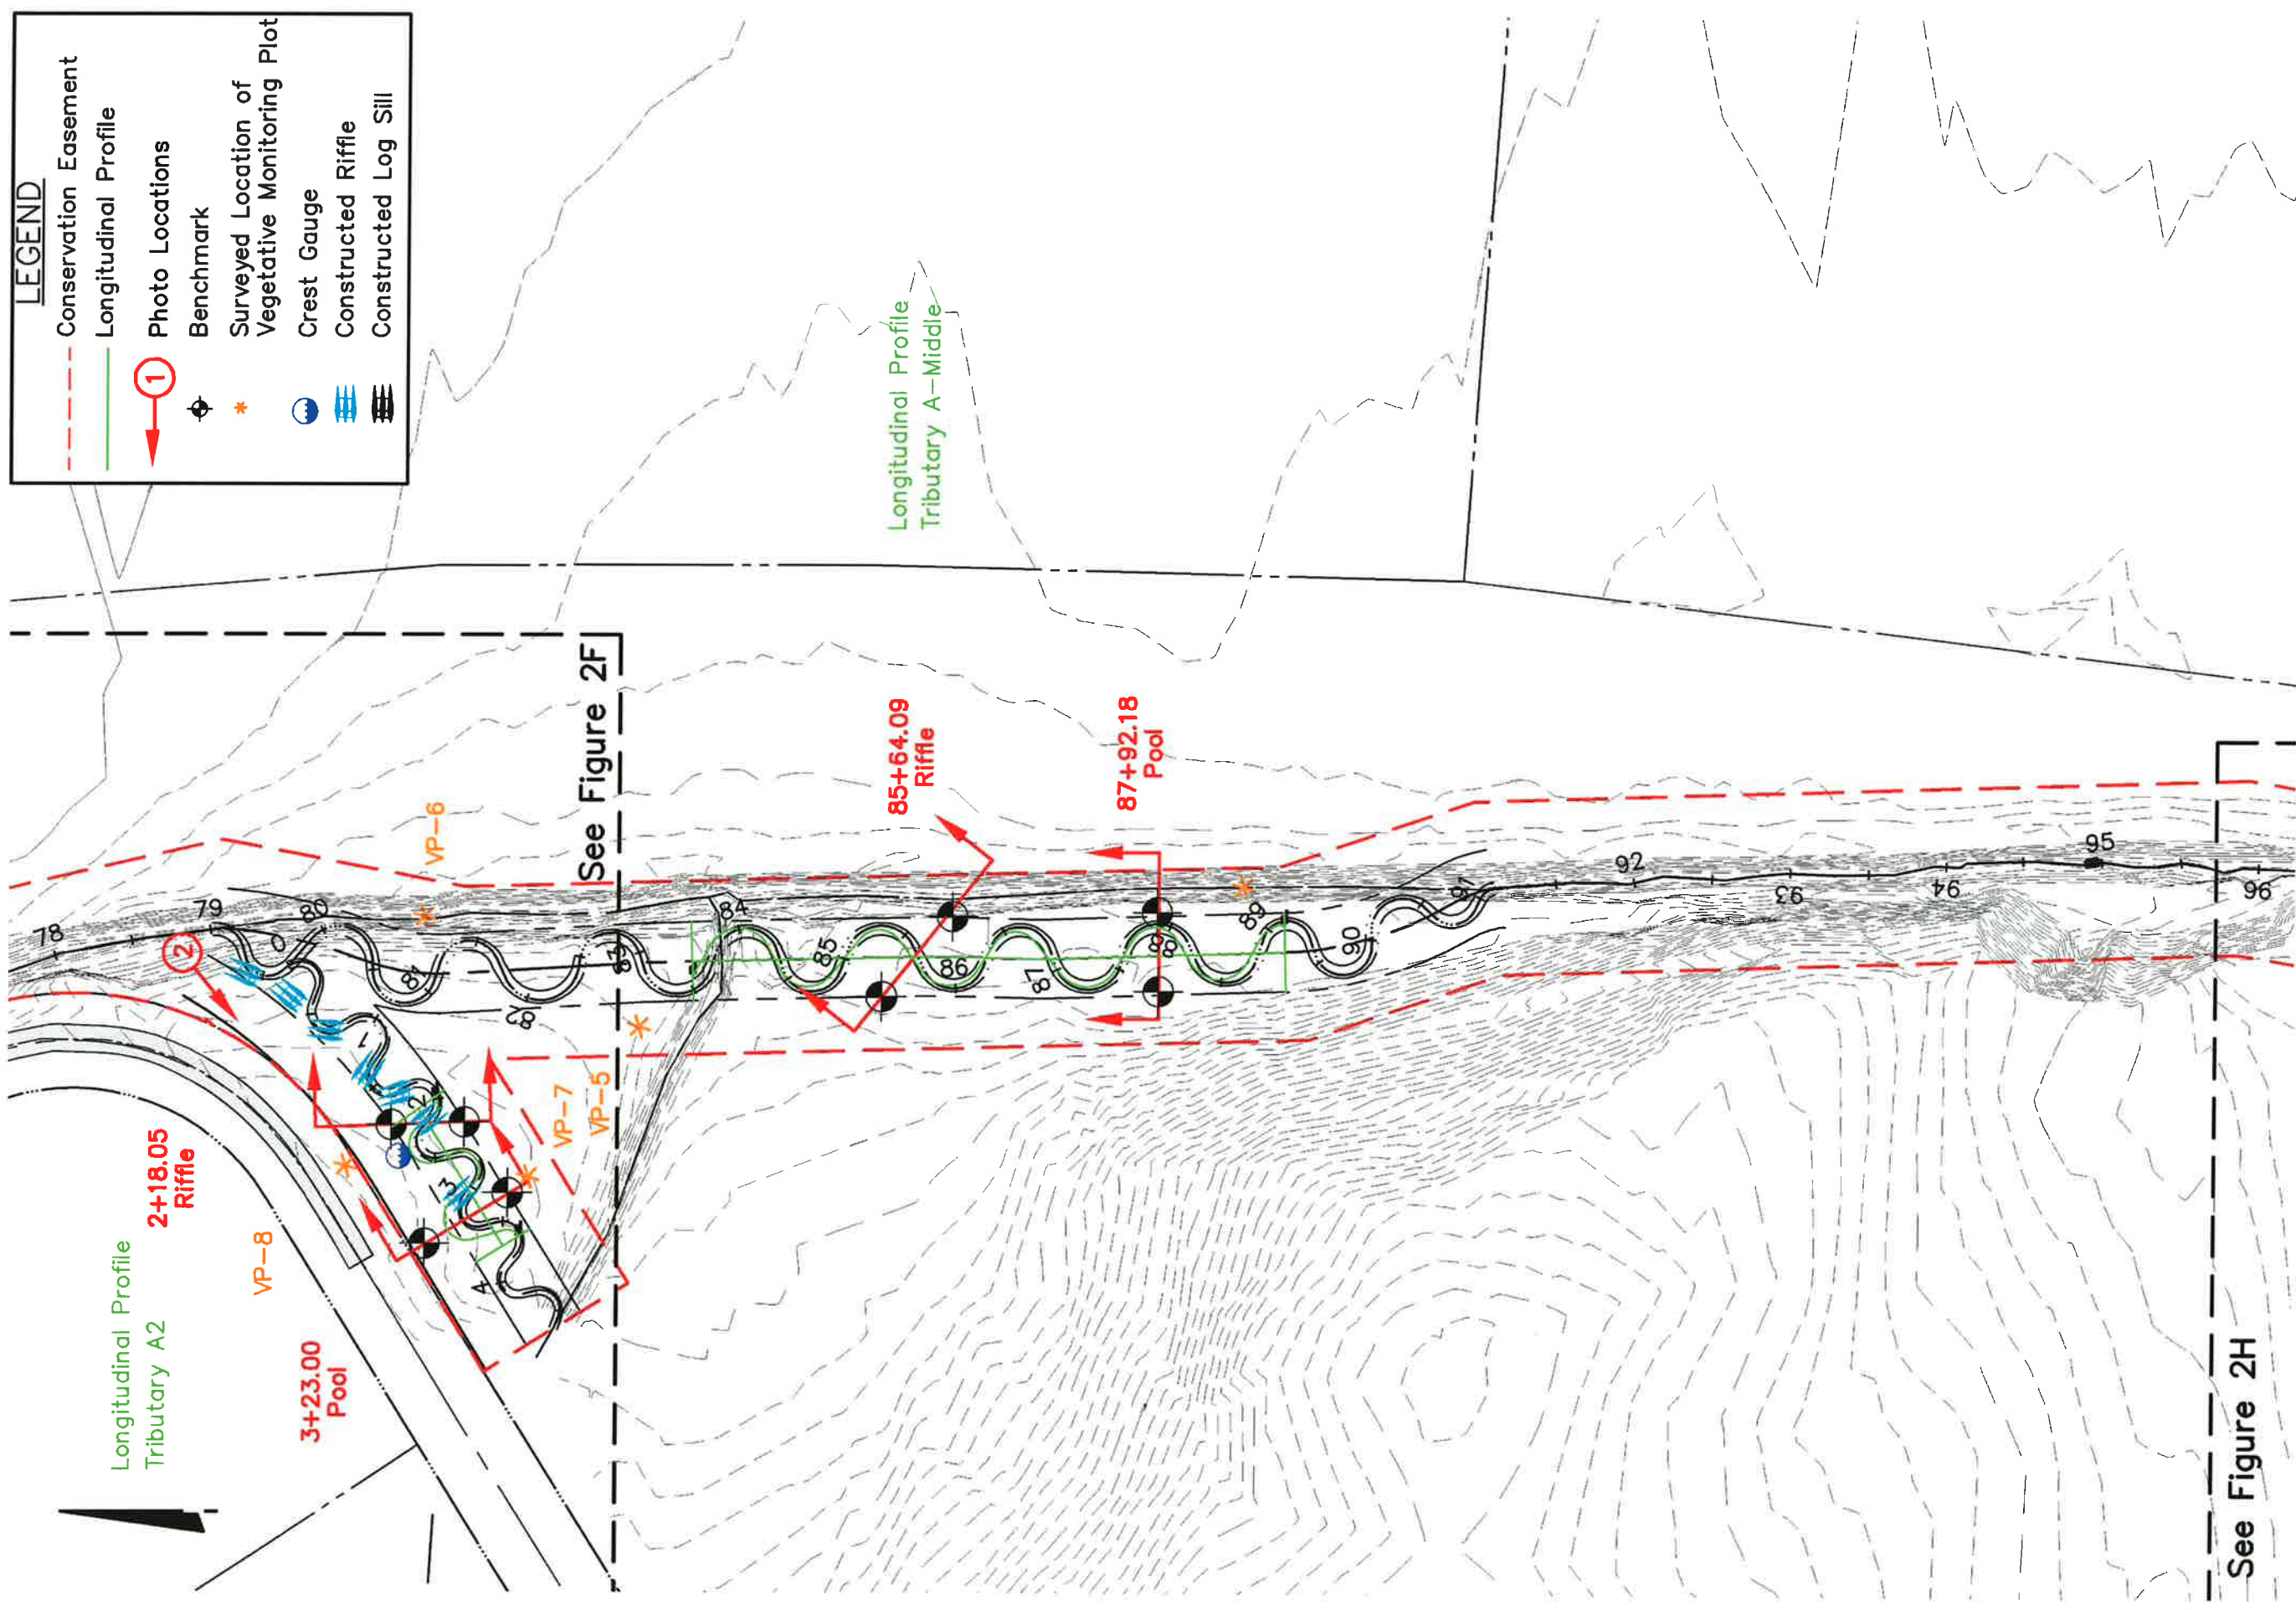 LEGEND
Conservation Easement
Longitudinal Profile
1
Photo Locations
Benchmark
Surveyed Location of
Vegetative Monitoring Plot
Crest Gauge
Constructed Riffle
Constructed Log Sill
Longitudinal Profile
Tributary A2
2+18.05
Riffle
VP-8
3+23.00
Pool
VP-6
VP-7
VP-5
See Figure 2F
Longitudinal Profile
Tributary A-Middle
85+64.09
Riffle
87+92.18
Pool
See Figure 2H
2
78
79
80
81
82
83
84
85
86
87
88
89
90
91
92
93
94
95
96
0
1
2
3
4